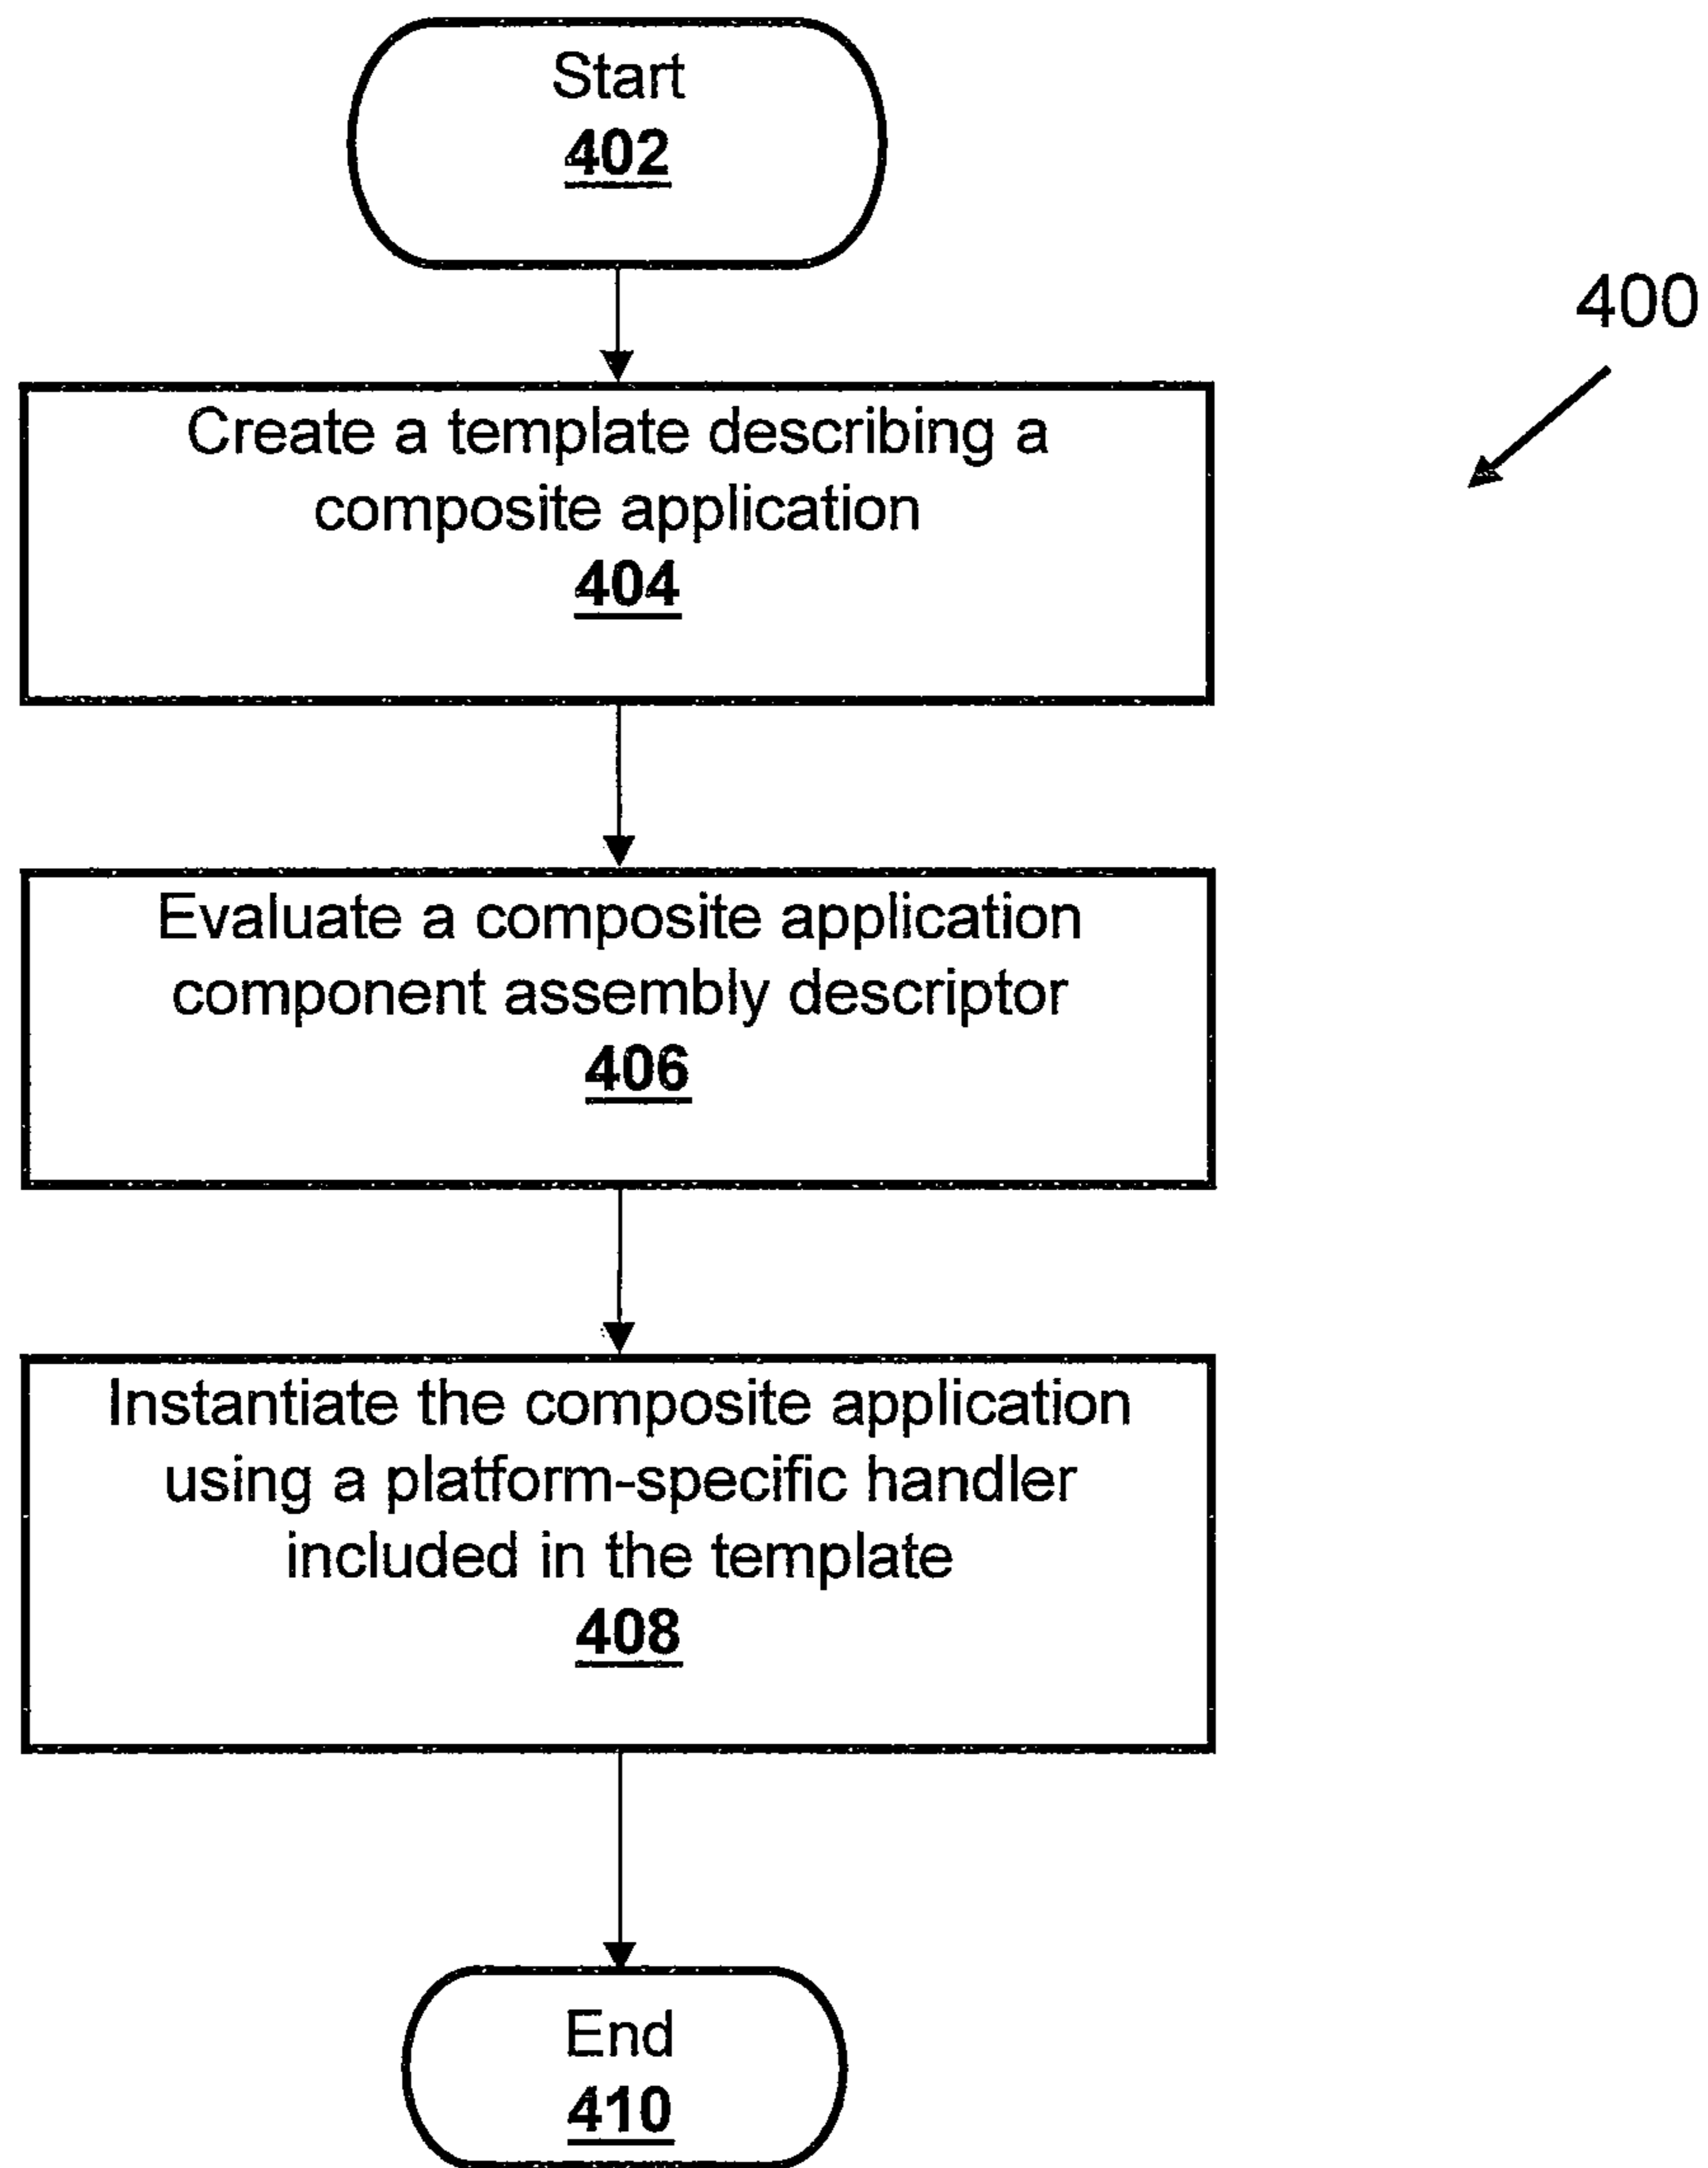 Start
402
400
Create a template describing a
composite application
404
Evaluate a composite application
component assembly descriptor
406
Instantiate the composite application
using a platform-specific handler
included in the template
408
End
410